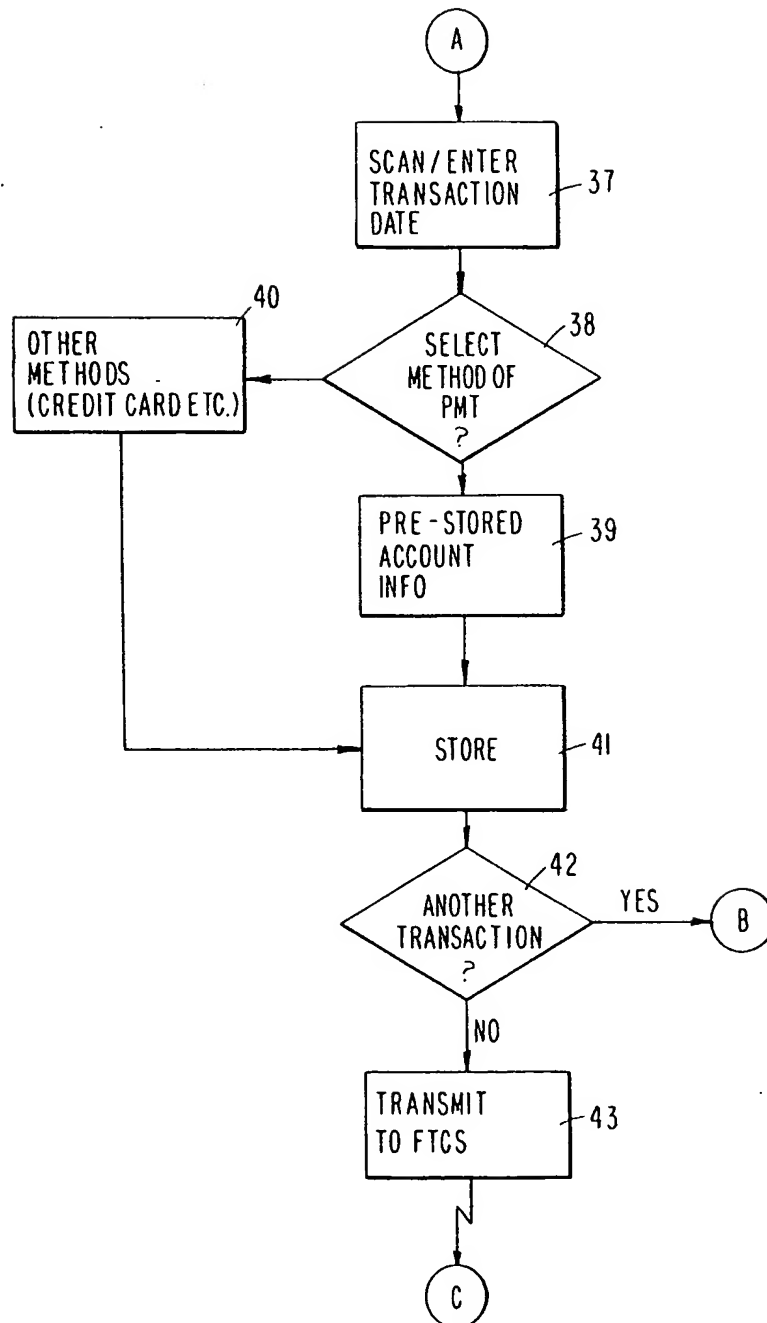 A
SCAN/ENTER
TRANSACTION
DATE
37
38
SELECT
METHOD OF
PMT
?
40
OTHER
METHODS
(CREDIT CARD ETC.)
PRE-STORED
ACCOUNT
INFO
39
STORE
41
42
ANOTHER
TRANSACTION
?
YES
B
NO
TRANSMIT
TO FTCS
43
C